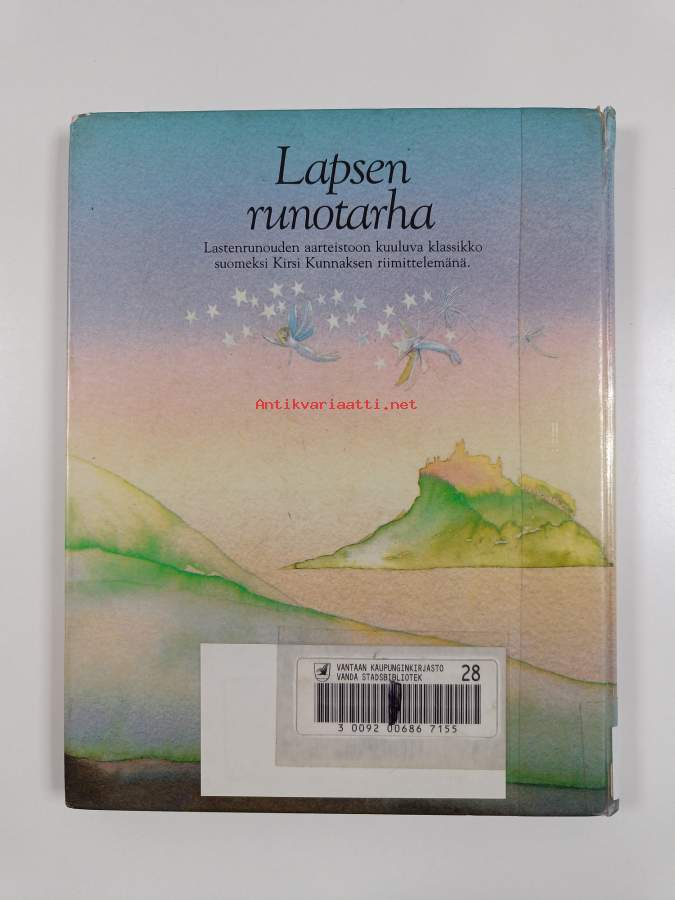 Lapsen
runotarha
Lastenrunouden aarteistoon kuuluva klassikko
suomeksi Kirsi Kunnaksen riimittelemänä.
Antikvariaatti.net
VANTAAN KAUPUNGINKIRJASTO 28
VANDA STADSBIBLIOTEK
3 0092 00686 7155